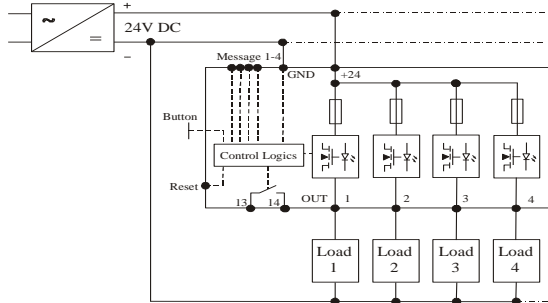 +
~
=
24V DC
−
Message 1-4
GND
+24
Button
Control Logics
Reset
13 14
OUT 1 2 3 4
Load 1
Load 2
Load 3
Load 4